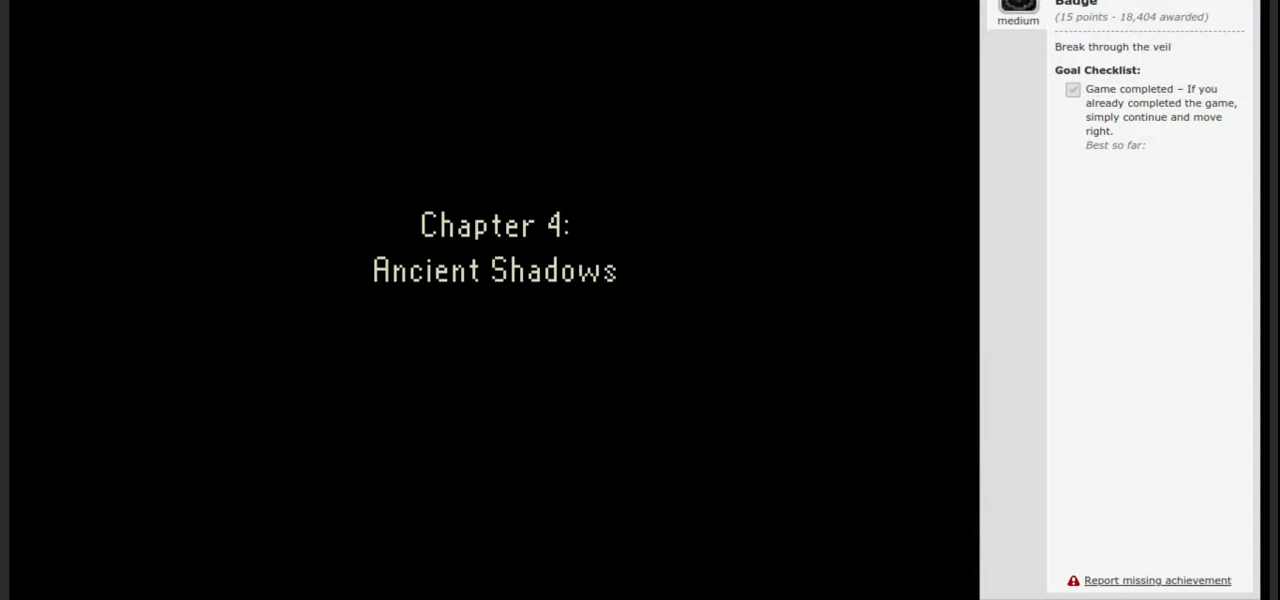 Chapter 4:
Ancient Shadows
medium
Badge
(15 points - 18,404 awarded)
Break through the veil
Goal Checklist:
Game completed – If you
already completed the game,
simply continue and move
right.
Best so far:
Report missing achievement